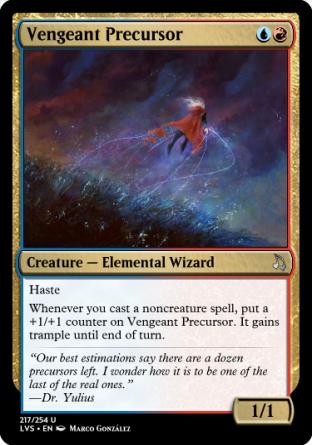 Vengeant Precursor
Creature — Elemental Wizard
Haste
Whenever you cast a noncreature spell, put a
+1/+1 counter on Vengeant Precursor. It gains
trample until end of turn.
“Our best estimations say there are a dozen
precursors left. I wonder how it is to be one of the
last of the real ones.”
—Dr. Yulius
1/1
217/254 U
LVS • EN Marco González